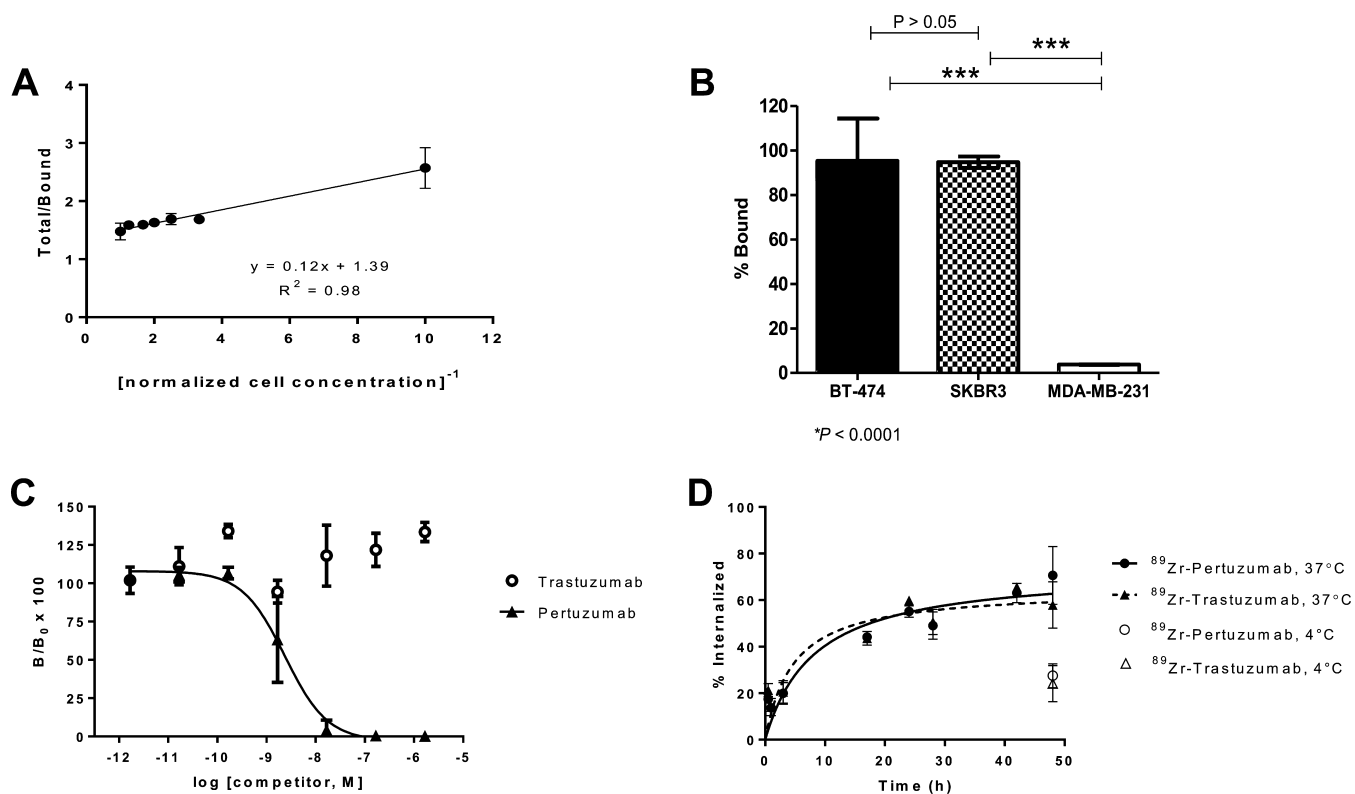 A
4
3
2
1
0
Total/Bound
y = 0.12x + 1.39
R² = 0.98
0 2 4 6 8 10 12
[normalized cell concentration]⁻¹
P > 0.05
***
***
B
120
100
80
60
40
20
0
% Bound
BT-474 SKBR3 MDA-MB-231
*P < 0.0001
C
150
125
100
75
50
25
0
B/B₀ x 100
-12 -11 -10 -9 -8 -7 -6 -5
log [competitor, M]
Trastuzumab
Pertuzumab
D
100
80
60
40
20
0
% Internalized
0 10 20 30 40 50
Time (h)
⁸⁹Zr-Pertuzumab, 37°C
⁸⁹Zr-Trastuzumab, 37°C
⁸⁹Zr-Pertuzumab, 4°C
⁸⁹Zr-Trastuzumab, 4°C